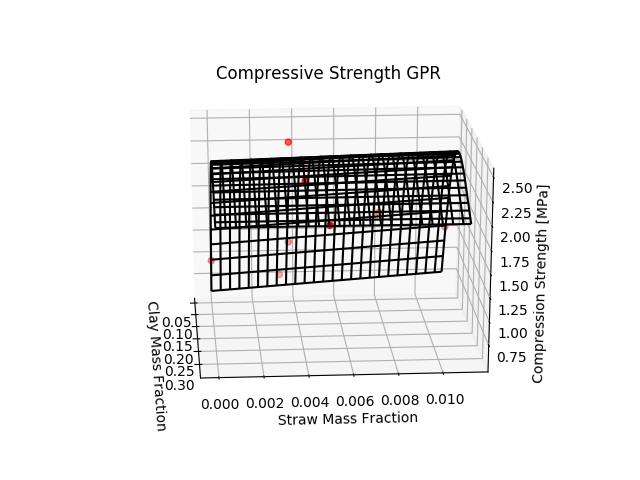 Compressive Strength GPR
2.50
2.25
2.00
1.75
1.50
1.25
1.00
0.75
Compression Strength [MPa]
Clay Mass Fraction
0.05
0.10
0.15
0.20
0.25
0.30
0.000 0.002 0.004 0.006 0.008 0.010
Straw Mass Fraction